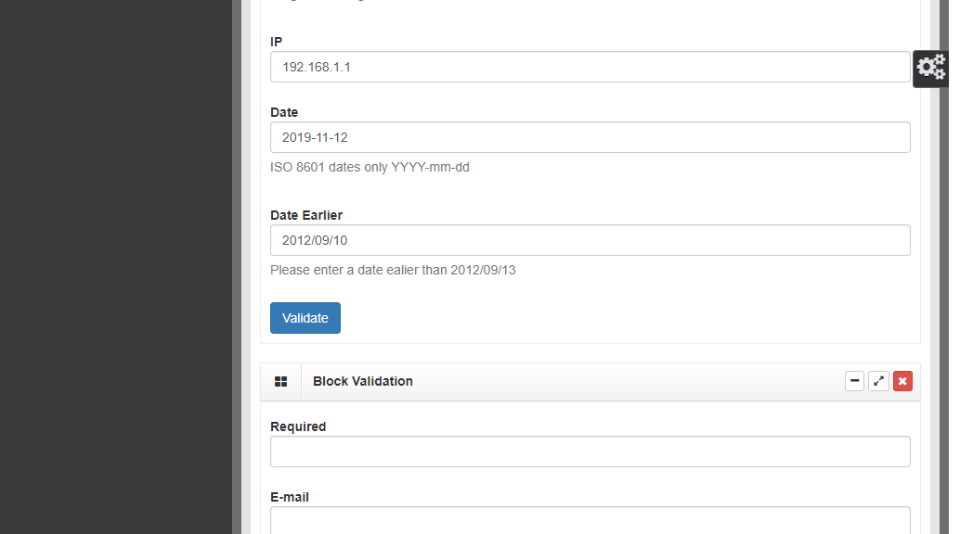 IP
192.168.1.1
Date
2019-11-12
ISO 8601 dates only YYYY-mm-dd
Date Earlier
2012/09/10
Please enter a date ealier than 2012/09/13
Validate
Block Validation
Required
E-mail